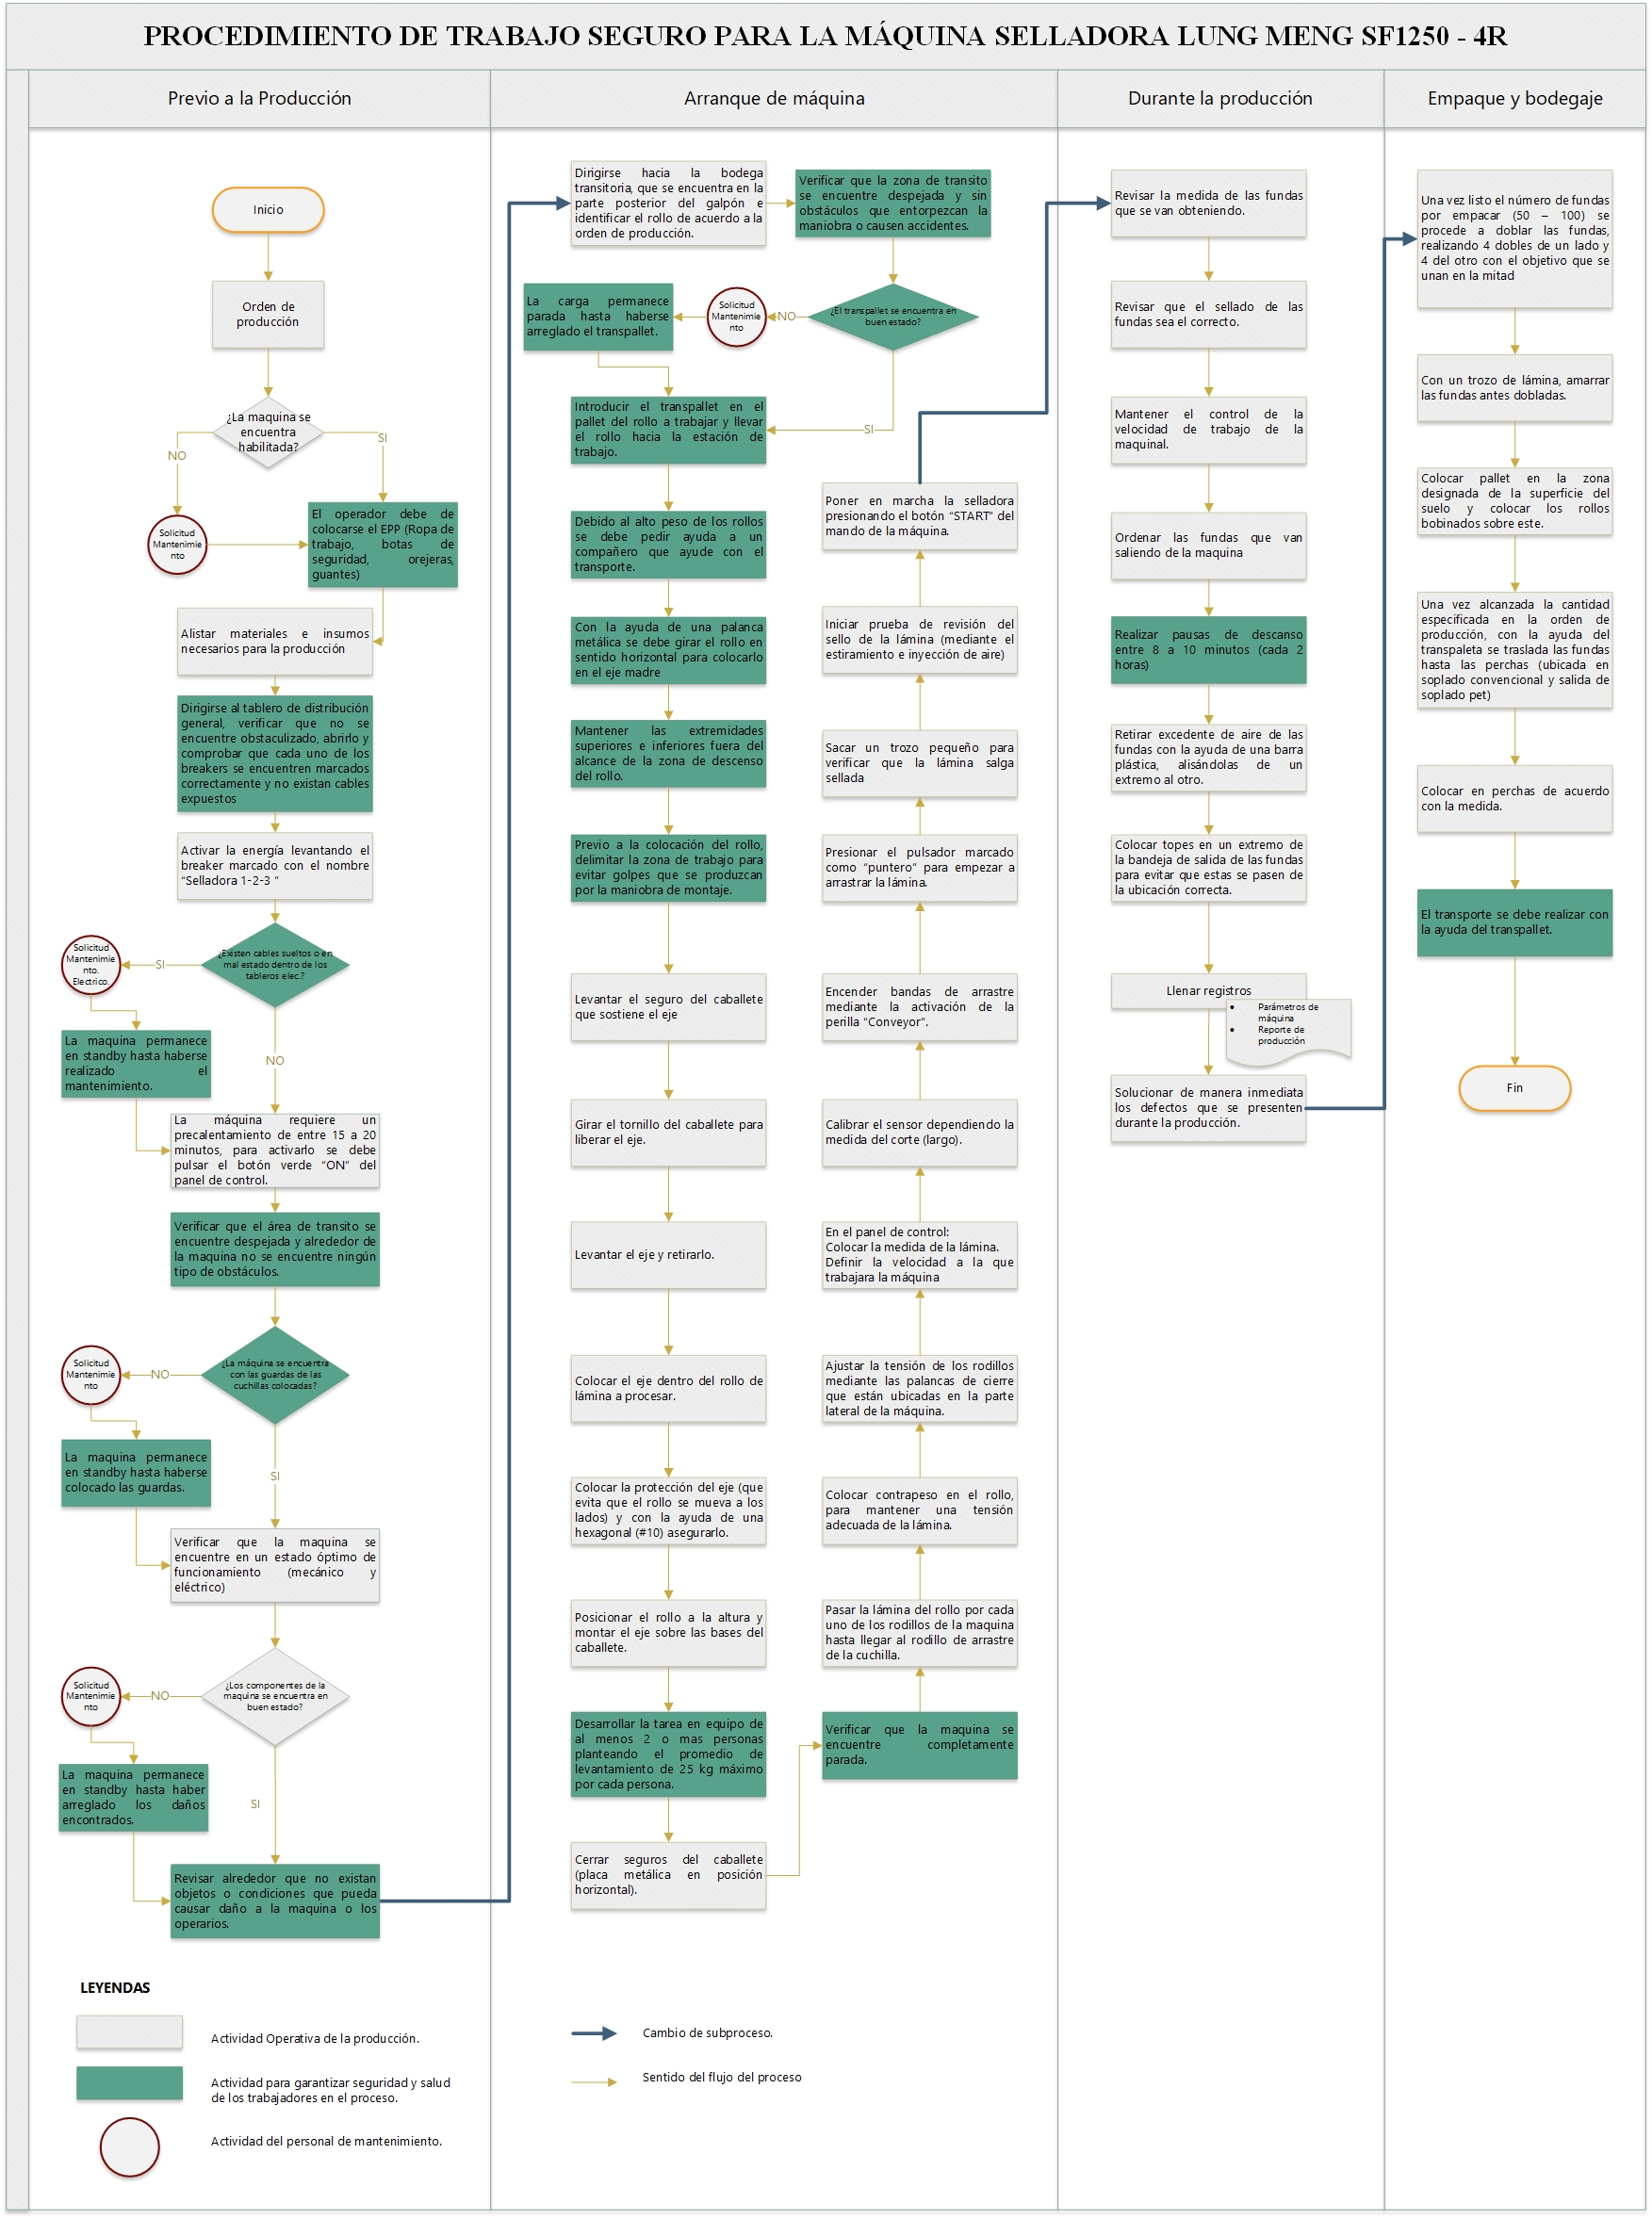 PROCEDIMIENTO DE TRABAJO SEGURO PARA LA MÁQUINA SELLADORA LUNG MENG SF1250 - 4R
Previo a la Producción
Inicio
Orden de
producción
¿La maquina se
encuentra
habilitada?
NO
SI
Solicitud
Mantenimie
nto
El operador debe de
colocarse el EPP (Ropa de
trabajo, botas de
seguridad, orejeras,
guantes)
Alistar materiales e insumos
necesarios para la producción
Dirigirse al tablero de distribución
general, verificar que no se
encuentre obstaculizado, abrirlo y
comprobar que cada uno de los
breakers se encuentren marcados
correctamente y no existan cables
expuestos
Activar la energía levantando el
breaker marcado con el nombre
“Selladora 1-2-3 “
¿Existen cables sueltos o en
mal estado dentro de los
tableros elec.?
SI
Solicitud
Mantenimie
nto.
Electrico.
La maquina permanece
en standby hasta haberse
realizado el
mantenimiento.
NO
La máquina requiere un
precalentamiento de entre 15 a 20
minutos, para activarlo se debe
pulsar el botón verde “ON” del
panel de control.
Verificar que el área de transito se
encuentre despejada y alrededor de
la maquina no se encuentre ningún
tipo de obstáculos.
¿La máquina se encuentra
con las guardas de las
cuchillas colocadas?
NO
Solicitud
Mantenimie
nto
La maquina permanece
en standby hasta haberse
colocado las guardas.
SI
Verificar que la maquina se
encuentre en un estado óptimo de
funcionamiento (mecánico y
eléctrico)
¿Los componentes de la
maquina se encuentra en
buen estado?
NO
Solicitud
Mantenimie
nto
La maquina permanece
en standby hasta haber
arreglado los daños
encontrados.
SI
Revisar alrededor que no existan
objetos o condiciones que pueda
causar daño a la maquina o los
operarios.
Arranque de máquina
Dirigirse hacia la bodega
transitoria, que se encuentra en la
parte posterior del galpón e
identificar el rollo de acuerdo a la
orden de producción.
Verificar que la zona de transito
se encuentre despejada y sin
obstáculos que entorpezcan la
maniobra o causen accidentes.
¿El transpallet se encuentra en
buen estado?
NO
Solicitud
Mantenimie
nto
La carga permanece
parada hasta haberse
arreglado el transpallet.
SI
Introducir el transpallet en el
pallet del rollo a trabajar y llevar
el rollo hacia la estación de
trabajo.
Debido al alto peso de los rollos
se debe pedir ayuda a un
compañero que ayude con el
transporte.
Con la ayuda de una palanca
metálica se debe girar el rollo en
sentido horizontal para colocarlo
en el eje madre
Mantener las extremidades
superiores e inferiores fuera del
alcance de la zona de descenso
del rollo.
Previo a la colocación del rollo,
delimitar la zona de trabajo para
evitar golpes que se produzcan
por la maniobra de montaje.
Levantar el seguro del caballete
que sostiene el eje
Girar el tornillo del caballete para
liberar el eje.
Levantar el eje y retirarlo.
Colocar el eje dentro del rollo de
lámina a procesar.
Colocar la protección del eje (que
evita que el rollo se mueva a los
lados) y con la ayuda de una
hexagonal (#10) asegurarlo.
Posicionar el rollo a la altura y
montar el eje sobre las bases del
caballete.
Desarrollar la tarea en equipo de
al menos 2 o mas personas
planteando el promedio de
levantamiento de 25 kg máximo
por cada persona.
Cerrar seguros del caballete
(placa metálica en posición
horizontal).
Verificar que la maquina se
encuentre completamente
parada.
Pasar la lámina del rollo por cada
uno de los rodillos de la maquina
hasta llegar al rodillo de arrastre
de la cuchilla.
Colocar contrapeso en el rollo,
para mantener una tensión
adecuada de la lámina.
Ajustar la tensión de los rodillos
mediante las palancas de cierre
que están ubicadas en la parte
lateral de la máquina.
En el panel de control:
Colocar la medida de la lámina.
Definir la velocidad a la que
trabajara la máquina
Calibrar el sensor dependiendo la
medida del corte (largo).
Encender bandas de arrastre
mediante la activación de la
perilla “Conveyor”.
Presionar el pulsador marcado
como “puntero” para empezar a
arrastrar la lámina.
Sacar un trozo pequeño para
verificar que la lámina salga
sellada
Iniciar prueba de revisión del
sello de la lámina (mediante el
estiramiento e inyección de aire)
Poner en marcha la selladora
presionando el botón “START” del
mando de la máquina.
Durante la producción
Revisar la medida de las fundas
que se van obteniendo.
Revisar que el sellado de las
fundas sea el correcto.
Mantener el control de la
velocidad de trabajo de la
maquinal.
Ordenar las fundas que van
saliendo de la maquina
Realizar pausas de descanso
entre 8 a 10 minutos (cada 2
horas)
Retirar excedente de aire de las
fundas con la ayuda de una barra
plástica, alisándolas de un
extremo al otro.
Colocar topes en un extremo de
la bandeja de salida de las fundas
para evitar que estas se pasen de
la ubicación correcta.
Llenar registros
• Parámetros de
máquina
• Reporte de
producción
Solucionar de manera inmediata
los defectos que se presenten
durante la producción.
Empaque y bodegaje
Una vez listo el número de fundas
por empacar (50 – 100) se
procede a doblar las fundas,
realizando 4 dobles de un lado y
4 del otro con el objetivo que se
unan en la mitad
Con un trozo de lámina, amarrar
las fundas antes dobladas.
Colocar pallet en la zona
designada de la superficie del
suelo y colocar los rollos
bobinados sobre este.
Una vez alcanzada la cantidad
especificada en la orden de
producción, con la ayuda del
transpaleta se traslada las fundas
hasta las perchas (ubicada en
soplado convencional y salida de
soplado pet)
Colocar en perchas de acuerdo
con la medida.
El transporte se debe realizar con
la ayuda del transpallet.
Fin
LEYENDAS
Actividad Operativa de la producción.
Actividad para garantizar seguridad y salud
de los trabajadores en el proceso.
Actividad del personal de mantenimiento.
Cambio de subproceso.
Sentido del flujo del proceso